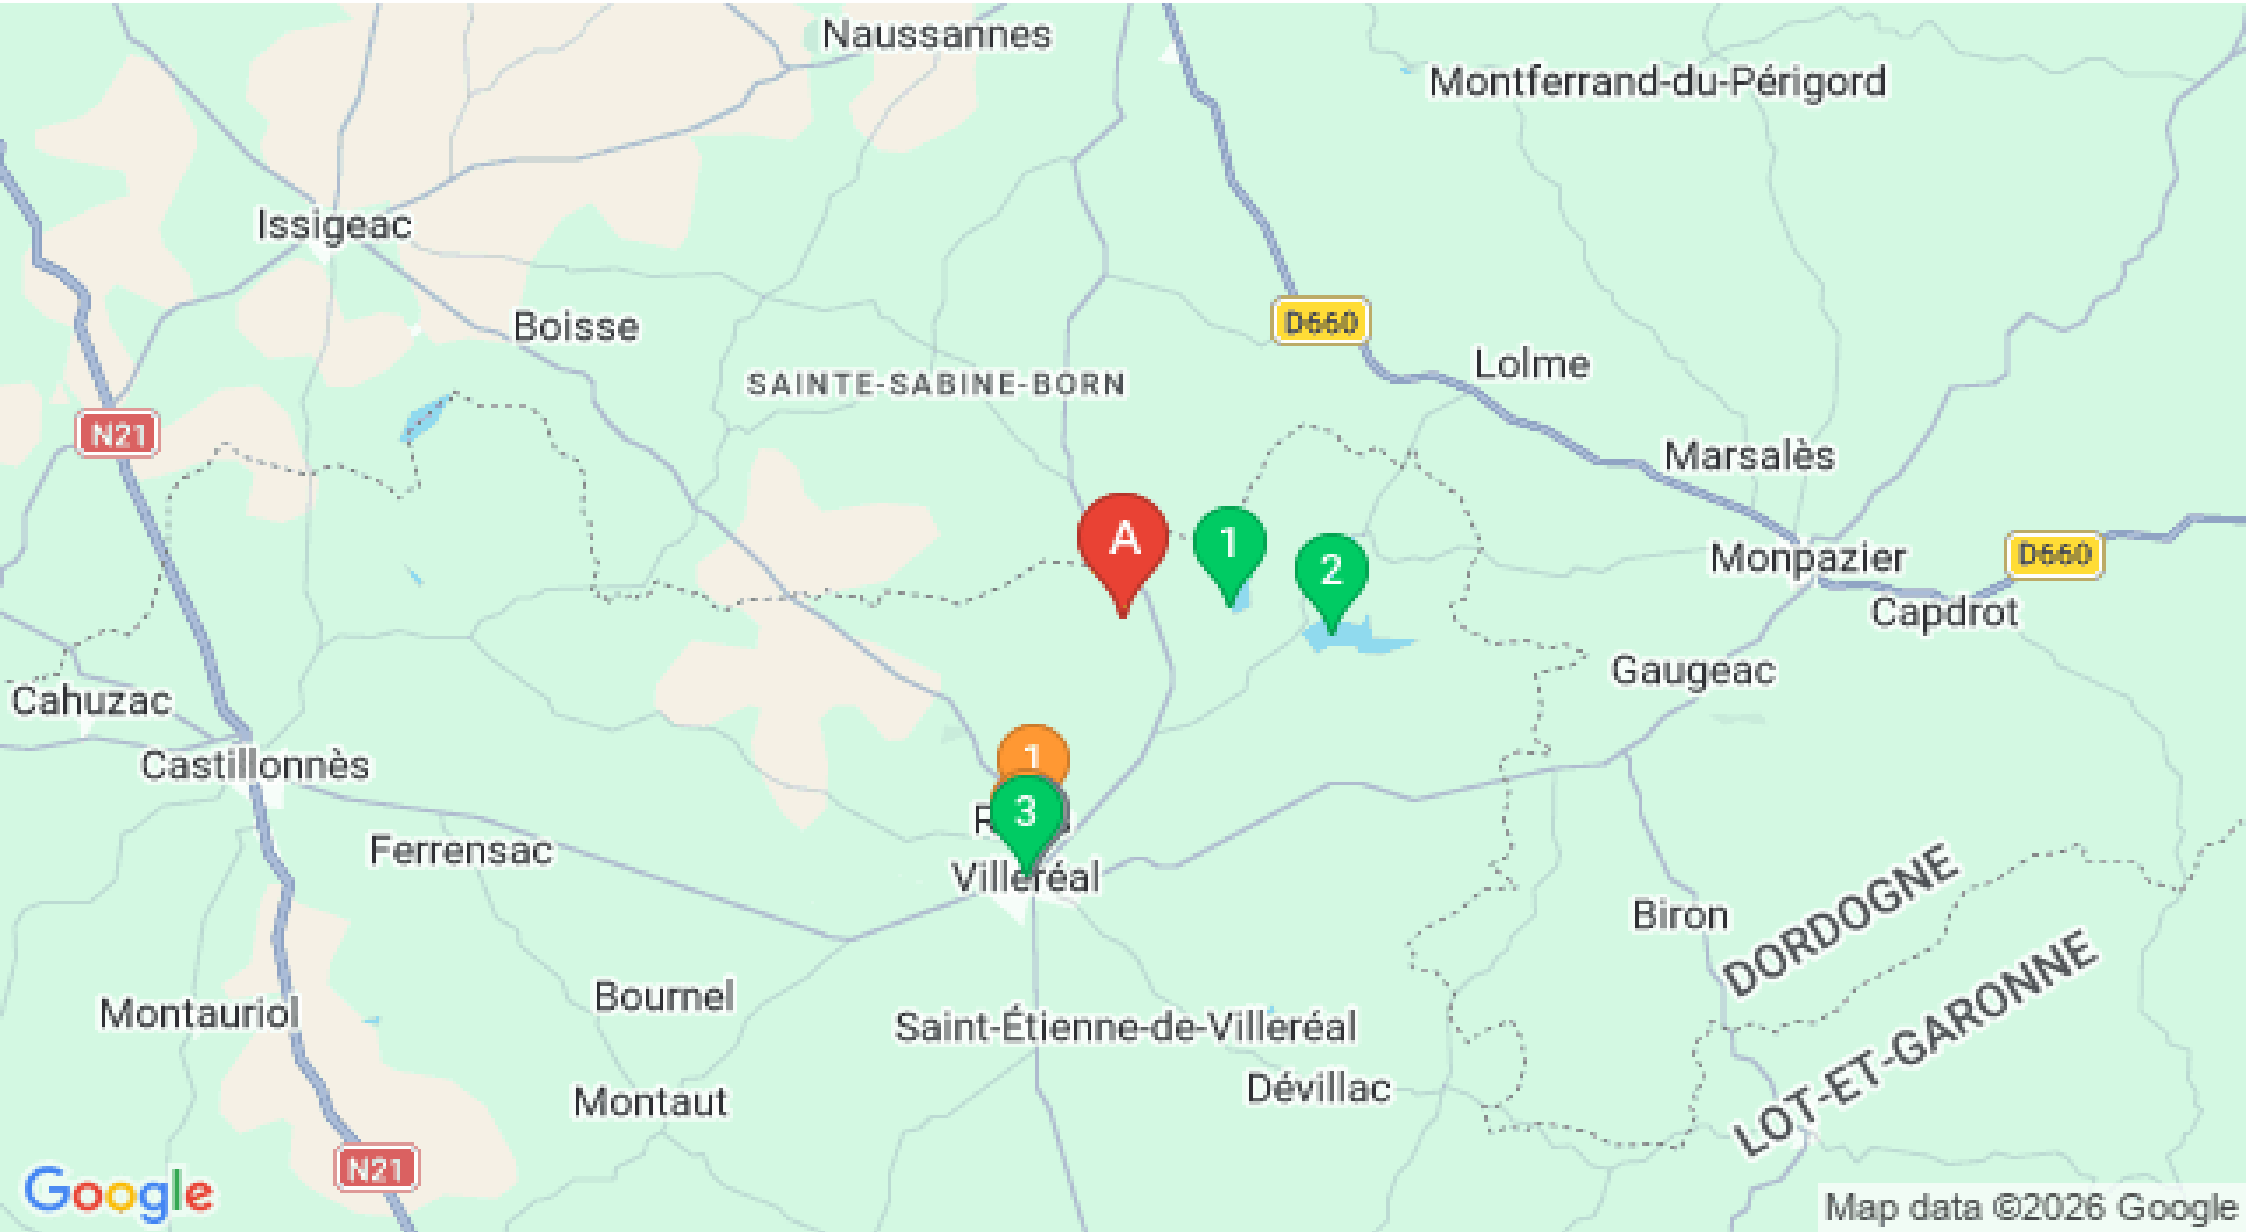 Naussannes
Montferrand-du-Périgord
Issigeac
Boisse
D660
Lolme
SAINTE-SABINE-BORN
N21
Marsalès
A
1
2
Monpazier
D660
Capdrot
Gaugeac
Cahuzac
Castillonnès
1
3
Ferrensac
Villeréal
Biron
DORDOGNE
LOT-ET-GARONNE
Bournel
Montauriol
Saint-Étienne-de-Villeréal
Dévillac
Montaut
N21
Google
Map data ©2026 Google